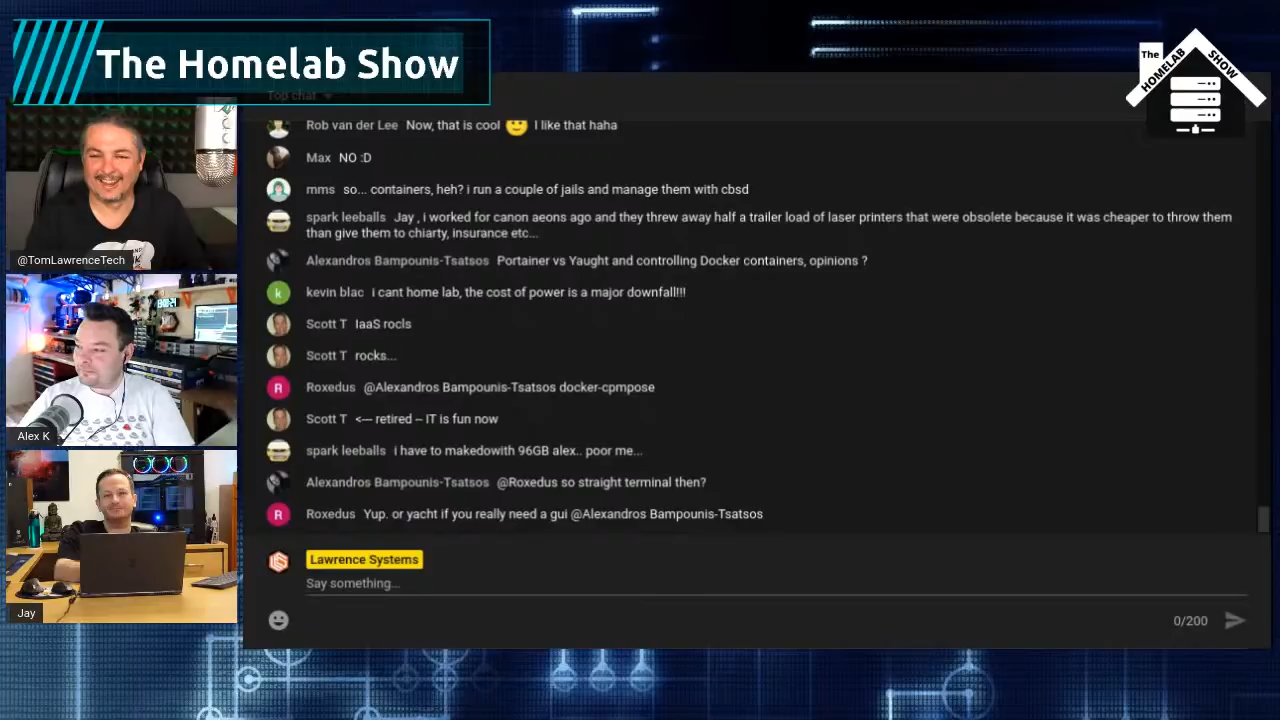 The Homelab Show
The
HOMELAB
SHOW
Top chat
Rob van der Lee Now, that is cool 🙂 I like that haha
Max NO :D
mms so... containers, heh? i run a couple of jails and manage them with cbsd
spark leeballs Jay , i worked for canon aeons ago and they threw away half a trailer load of laser printers that were obsolete because it was cheaper to throw them
than give them to chiarty, insurance etc...
@TomLawrenceTech
Alexandros Bampounis-Tsatsos Portainer vs Yaught and controlling Docker containers, opinions ?
k kevin blac i cant home lab, the cost of power is a major downfall!!!
Scott T IaaS rocls
Scott T rocks...
R Roxedus @Alexandros Bampounis-Tsatsos docker-cpmpose
Scott T <--- retired -- IT is fun now
Alex K
spark leeballs i have to makedowith 96GB alex.. poor me...
Alexandros Bampounis-Tsatsos @Roxedus so straight terminal then?
R Roxedus Yup. or yacht if you really need a gui @Alexandros Bampounis-Tsatsos
Lawrence Systems
Say something...
Jay
0/200